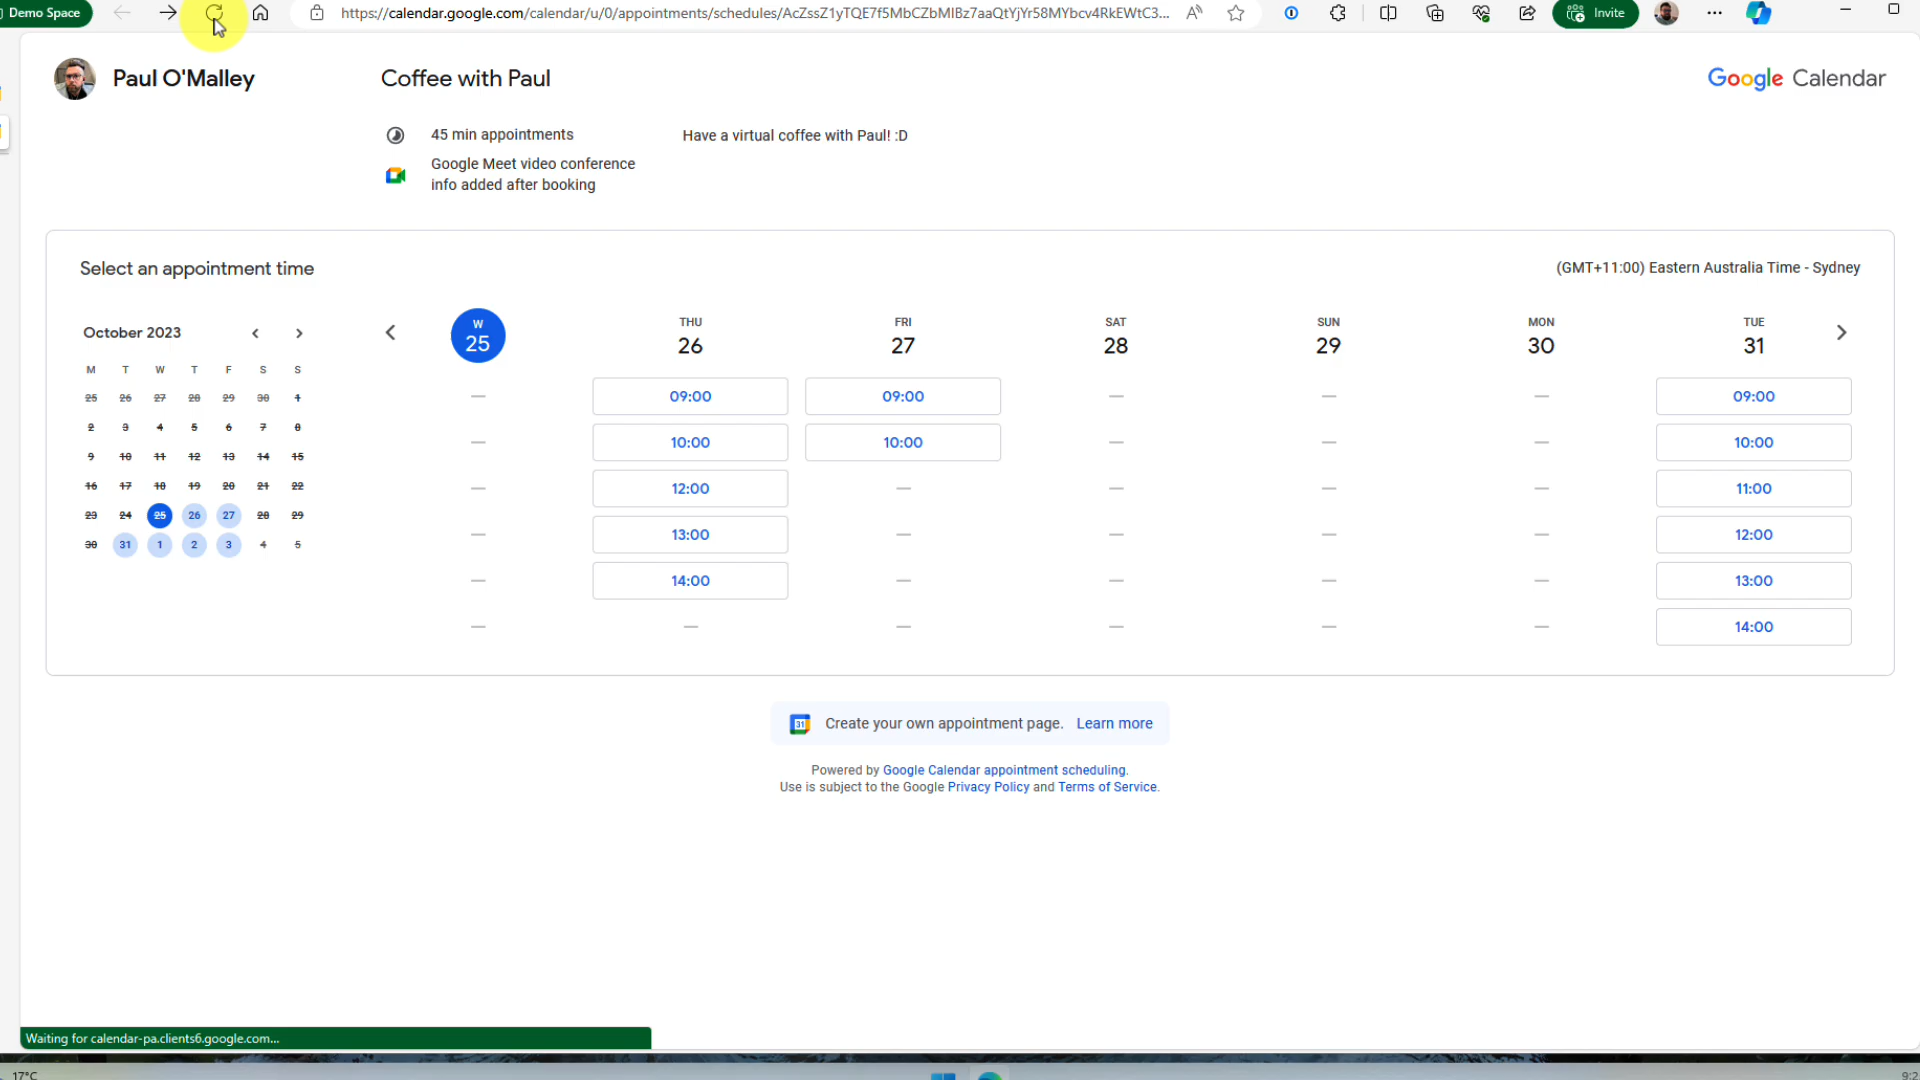 Demo Space
https://calendar.google.com/calendar/u/0/appointments/schedules/AcZssZ1yTQE7f5MbCZbMIBz7aaQtYjYr58MYbcv4RkEWtC3...
Invite
Paul O'Malley
Coffee with Paul
Google Calendar
45 min appointments
Have a virtual coffee with Paul! :D
Google Meet video conference
info added after booking
Select an appointment time
(GMT+11:00) Eastern Australia Time - Sydney
October 2023
M T W T F S S
25 26 27 28 29 30 1
2 3 4 5 6 7 8
9 10 11 12 13 14 15
16 17 18 19 20 21 22
23 24 25 26 27 28 29
30 31 1 2 3 4 5
W THU FRI SAT SUN MON TUE
25 26 27 28 29 30 31
— 09:00 09:00 — — — 09:00
— 10:00 10:00 — — — 10:00
— 12:00 — — — — 11:00
— 13:00 — — — — 12:00
— 14:00 — — — — 13:00
— — — — — — 14:00
31 Create your own appointment page. Learn more
Powered by Google Calendar appointment scheduling.
Use is subject to the Google Privacy Policy and Terms of Service.
Waiting for calendar-pa.clients6.google.com...
17°C